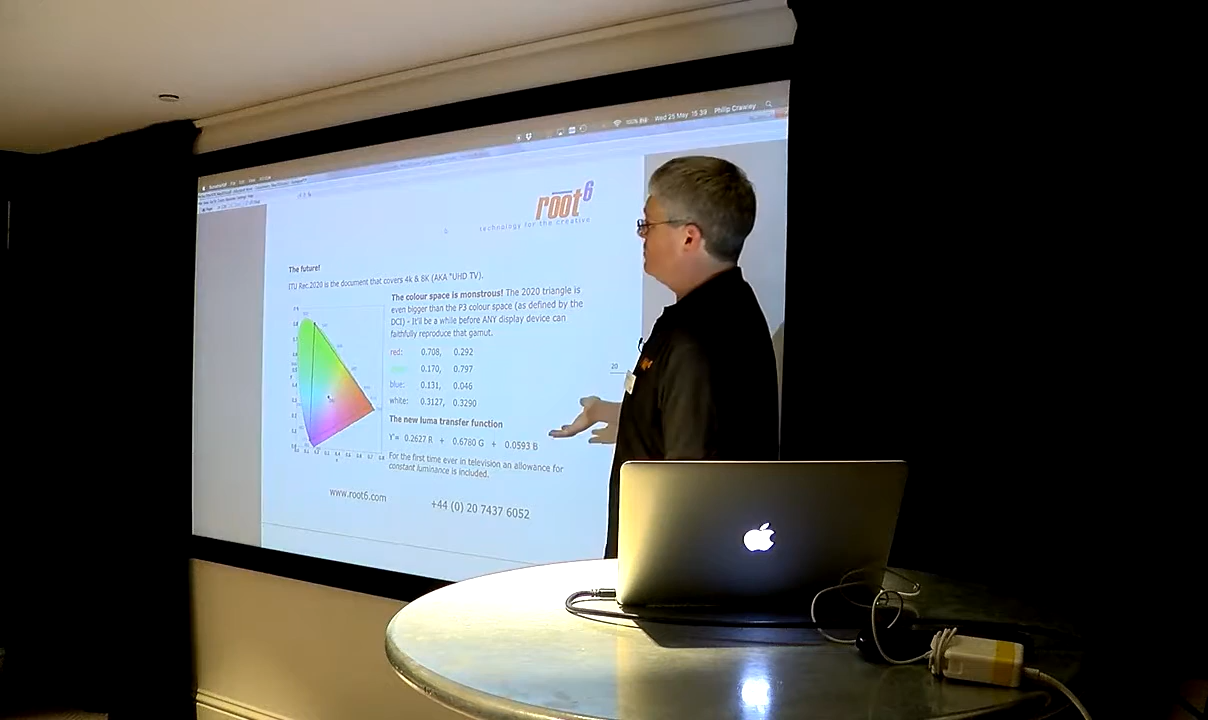 Wed 25 May 15:39 Philip Crawley
root6
technology for the creative
The future!
ITU Rec.2020 is the document that covers 4k & 8K (AKA "UHD TV).
The colour space is monstrous! The 2020 triangle is
even bigger than the P3 colour space (as defined by the
DCI) - It'll be a while before ANY display device can
faithfully reproduce that gamut.
red: 0.708, 0.292
0.170, 0.797
blue: 0.131, 0.046
white: 0.3127, 0.3290
20
The new luma transfer function
Y'= 0.2627 R + 0.6780 G + 0.0593 B
For the first time ever in television an allowance for
constant luminance is included.
www.root6.com
+44 (0) 20 7437 6052